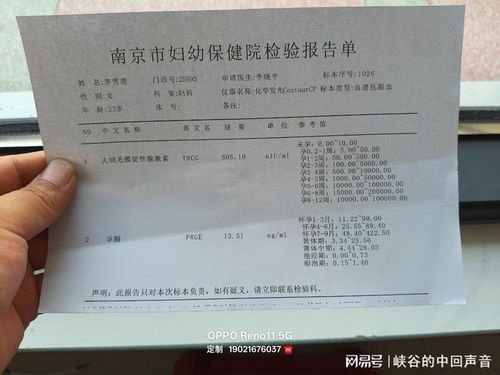 南京市妇幼保健院检验报告单
姓名:李雪莲 门诊号:25593 申请医生:李晓平 标本序号:1026
性别:女 科室:妇科 仪器名称:化学发光CentaurCP 标本类型:血清抗凝血
年龄:23岁 床号: 备注:
NO 中文名称 英文名 结果 单位 参考值
1 人绒毛膜促性腺激素 THCG 505.10 mIU/ml 未孕:0.00~10.00
孕0.2-1周:5.00~50.00
孕1-2周:50.00~500.00
孕2-3周:100.00~5000.00
孕3-4周:500.00~10000.00
孕4-5周:1000.00~50000.00
孕5-6周:10000.00~100000.00
孕6-8周:15000.00~200000.00
孕8-12周:10000.00~100000.00
2 孕酮 PRGE 13.51 ng/ml 怀孕1-3月:11.22~99.00
怀孕4-6月:25.55~89.40
怀孕7-9月:48.40~422.50
黄体期:3.34~25.56
黄体中期:4.44~28.03
绝经期:0.00~0.73
卵泡期:0.15~1.40
声明:此报告只对本次标本负责,如有疑义,请立即联系检验科。
OPPO Reno11 5G
定制 19021676037
网易号 | 峡谷的中回声音